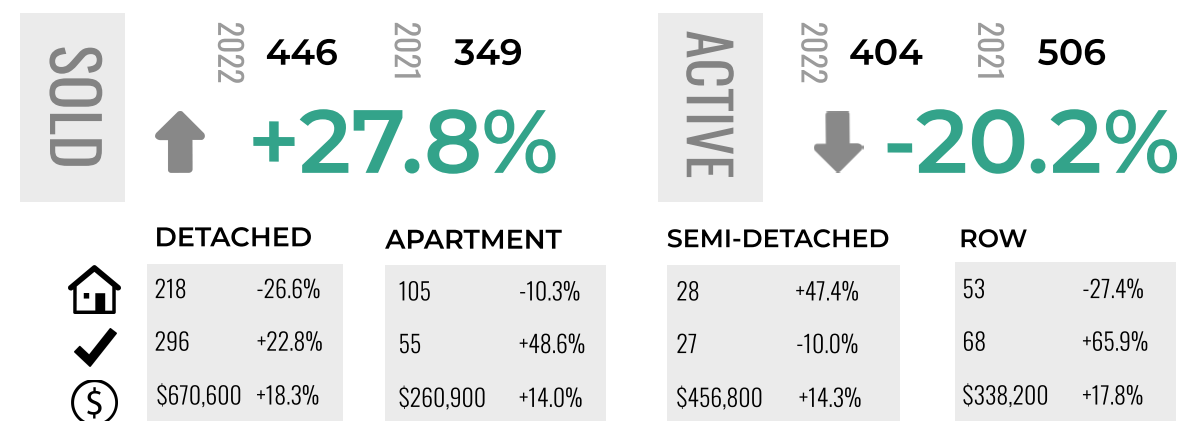 SOLD
2022 446 2021 349
+27.8%
ACTIVE
2022 404 2021 506
-20.2%
DETACHED APARTMENT SEMI-DETACHED ROW
218 -26.6% 105 -10.3% 28 +47.4% 53 -27.4%
296 +22.8% 55 +48.6% 27 -10.0% 68 +65.9%
$670,600 +18.3% $260,900 +14.0% $456,800 +14.3% $338,200 +17.8%
$